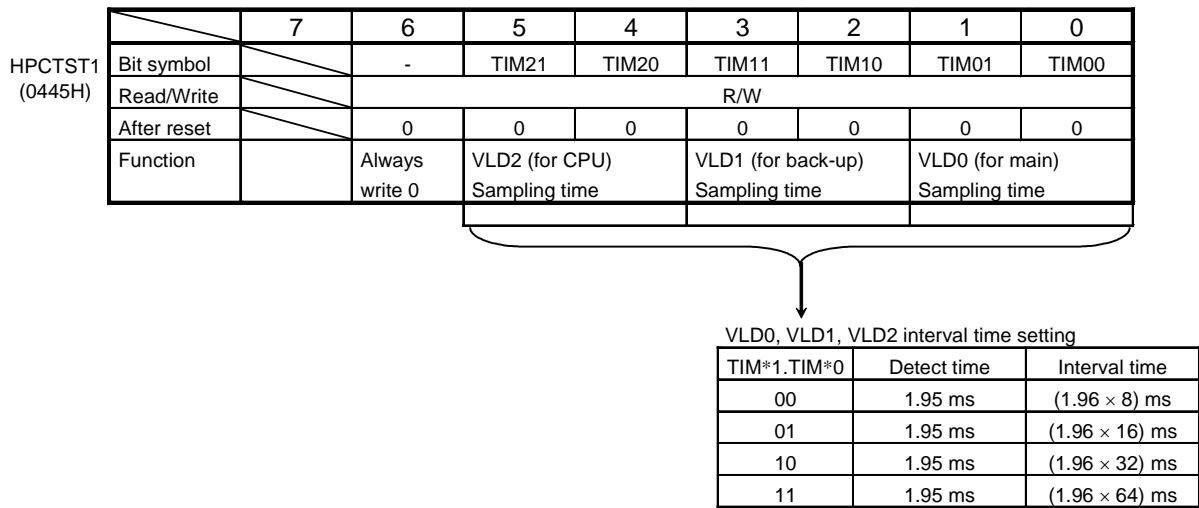 7 6 5 4 3 2 1 0
HPCTST1 Bit symbol - TIM21 TIM20 TIM11 TIM10 TIM01 TIM00
(0445H) Read/Write R/W
After reset 0 0 0 0 0 0 0
Function Always VLD2 (for CPU) VLD1 (for back-up) VLD0 (for main)
write 0 Sampling time Sampling time Sampling time
VLD0, VLD1, VLD2 interval time setting
TIM*1.TIM*0 Detect time Interval time
00 1.95 ms (1.96 × 8) ms
01 1.95 ms (1.96 × 16) ms
10 1.95 ms (1.96 × 32) ms
11 1.95 ms (1.96 × 64) ms